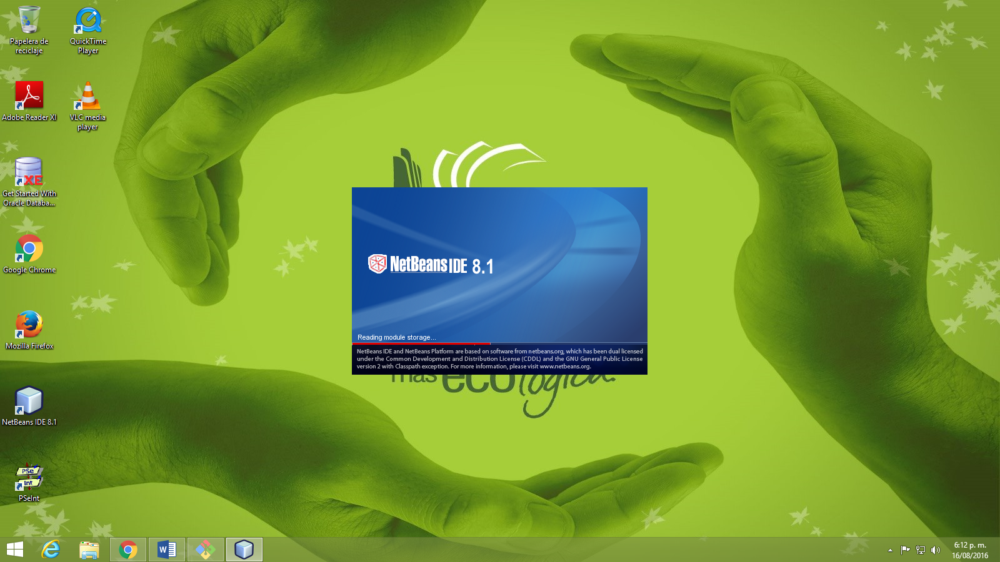 Papelera de
reciclaje
QuickTime
Player
Adobe Reader XI
VLC media
player
Get Started With
Oracle Databa...
Google Chrome
Mozilla Firefox
NetBeans IDE 8.1
PSe
Int
PSeInt
XE
NetBeans IDE 8.1
Reading module storage...
NetBeans IDE and NetBeans Platform are based on software from netbeans.org, which has been dual licensed
under the Common Development and Distribution License (CDDL) and the GNU General Public License
version 2 with Classpath exception. For more information, please visit www.netbeans.org.
más ecológica.
W
6:12 p. m.
16/08/2016